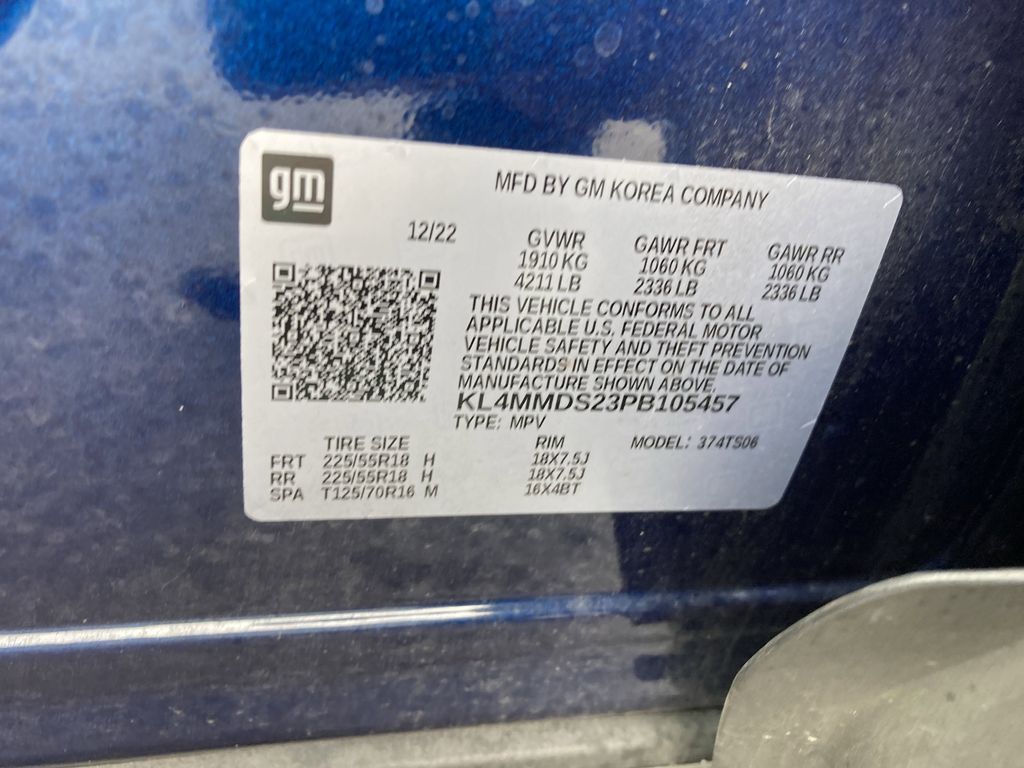 gm
MFD BY GM KOREA COMPANY
12/22
GVWR GAWR FRT GAWR RR
1910 KG 1060 KG 1060 KG
4211 LB 2336 LB 2336 LB
THIS VEHICLE CONFORMS TO ALL
APPLICABLE U.S. FEDERAL MOTOR
VEHICLE SAFETY AND THEFT PREVENTION
STANDARDS IN EFFECT ON THE DATE OF
MANUFACTURE SHOWN ABOVE.
KL4MMDS23PB105457
TYPE: MPV
TIRE SIZE RIM MODEL: 374TS06
FRT 225/55R18 H 18X7.5J
RR 225/55R18 H 18X7.5J
SPA T125/70R16 M 16X4BT